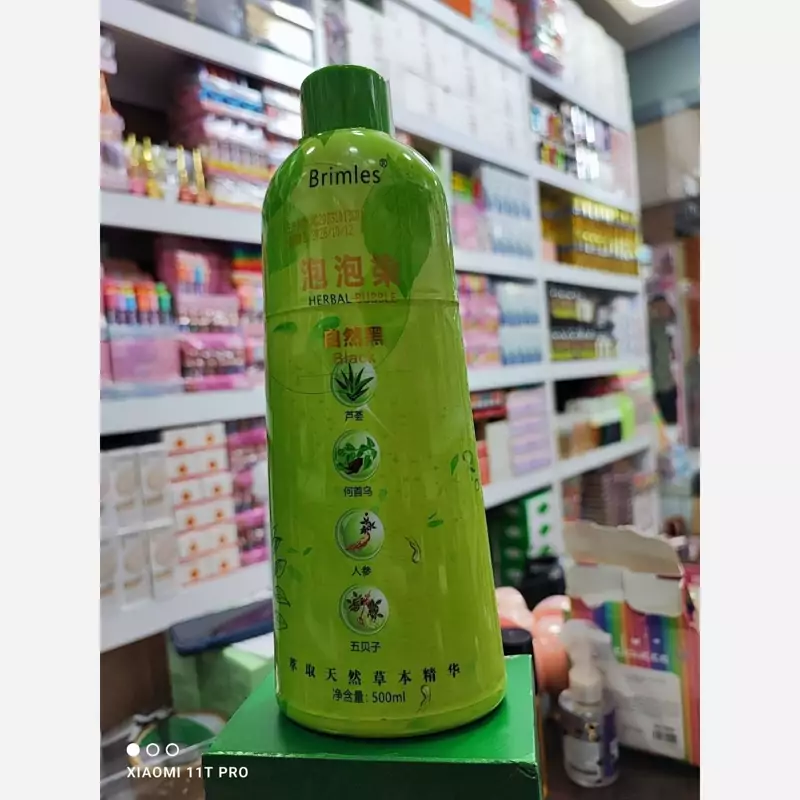 Brimles®
泡泡染
HERBAL BUBBLE
自然黑
Black
芦荟
何首乌
人参
五贝子
萃取天然草本精华
净含量: 500ml
XIAOMI 11T PRO